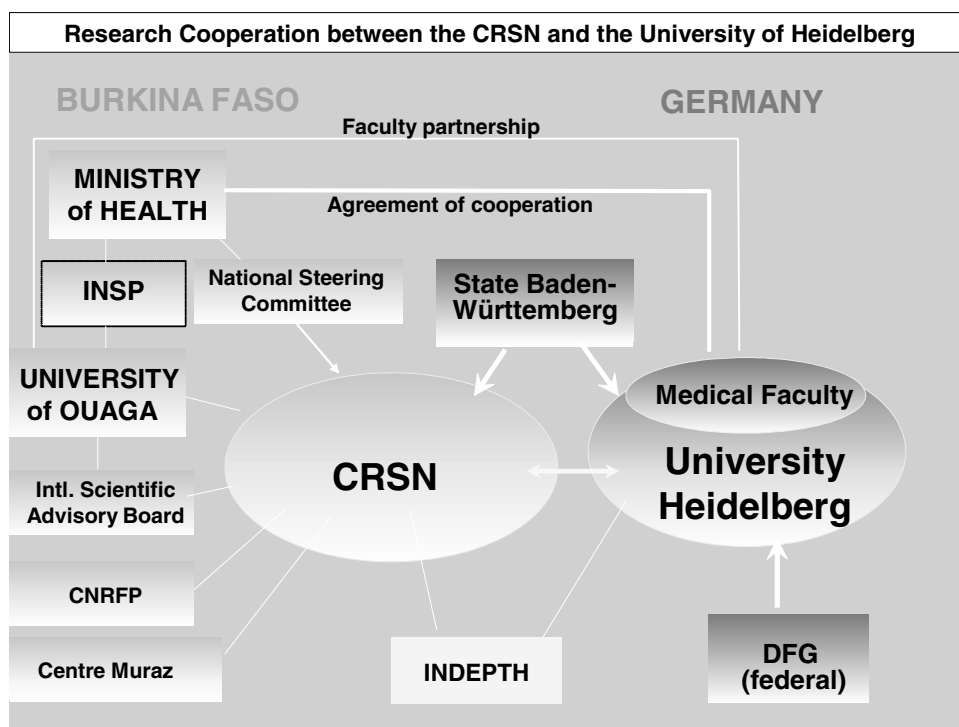 Research Cooperation between the CRSN and the University of Heidelberg
BURKINA FASO
GERMANY
Faculty partnership
MINISTRY
of HEALTH
Agreement of cooperation
INSP
National Steering
Committee
State Baden-
Württemberg
UNIVERSITY
of OUAGA
Medical Faculty
CRSN
University
Heidelberg
Intl. Scientific
Advisory Board
CNRFP
Centre Muraz
INDEPTH
DFG
(federal)